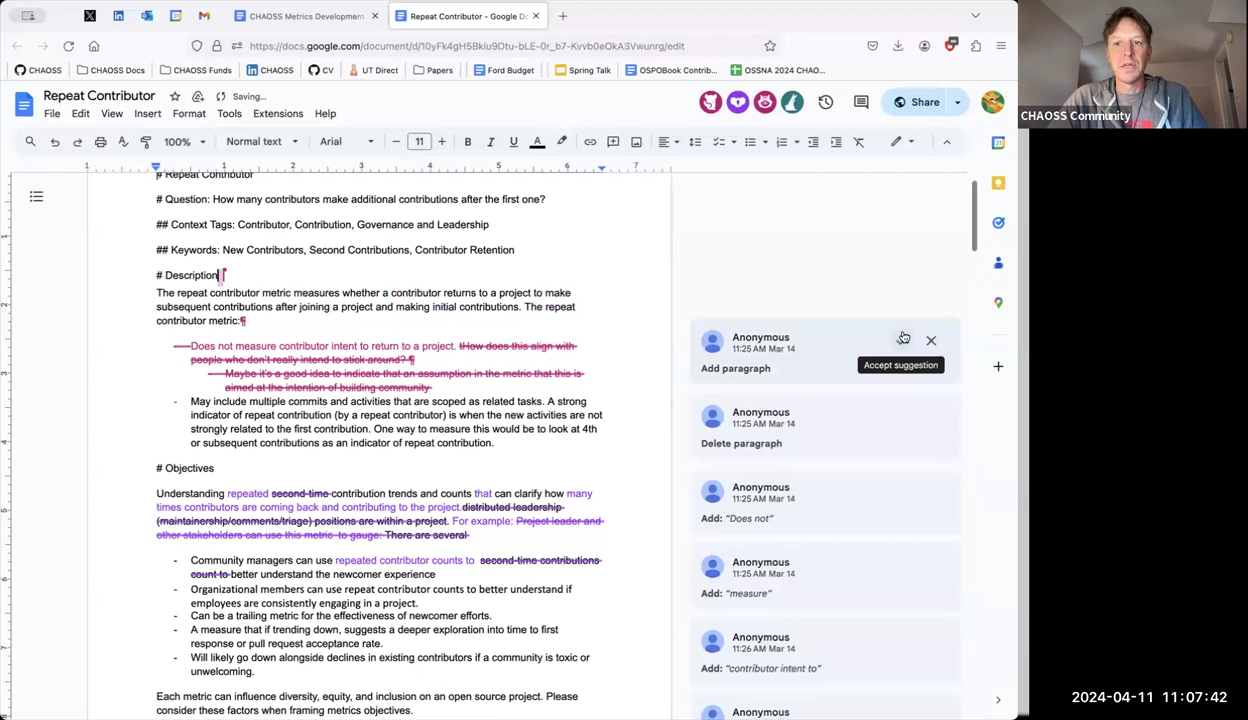 CHAOSS Metrics Development
Repeat Contributor - Google Do
https://docs.google.com/document/d/10yFk4gH5Bkiu9Dtu-bLE-0r_b7-Kvvb0eOkA3Vwunrg/edit
CHAOSS
CHAOSS Docs
CHAOSS Funds
CHAOSS
CV
UT Direct
Papers
Ford Budget
Spring Talk
OSPOBook Contrib...
OSSNA 2024 CHAO...
Repeat Contributor
Saving...
File Edit View Insert Format Tools Extensions Help
Share
100% Normal text Arial 11
1 1 2 3 4 5 6 7
# Repeat Contributor
# Question: How many contributors make additional contributions after the first one?
## Context Tags: Contributor, Contribution, Governance and Leadership
## Keywords: New Contributors, Second Contributions, Contributor Retention
# Description
The repeat contributor metric measures whether a contributor returns to a project to make
subsequent contributions after joining a project and making initial contributions. The repeat
contributor metric:¶
Does not measure contributor intent to return to a project. tHow does this align with
people who don't really intend to stick around? ¶
Maybe it's a good idea to indicate that an assumption in the metric that this is
aimed at the intention of building community
- May include multiple commits and activities that are scoped as related tasks. A strong
indicator of repeat contribution (by a repeat contributor) is when the new activities are not
strongly related to the first contribution. One way to measure this would be to look at 4th
or subsequent contributions as an indicator of repeat contribution.
# Objectives
Understanding repeated second-time contribution trends and counts that can clarify how many
times contributors are coming back and contributing to the project.distributed leadership
(maintainership/comments/triage) positions are within a project. For example: Project leader and
other stakeholders can use this metric to gauge: There are several
- Community managers can use repeated contributor counts to second-time contributions
count to better understand the newcomer experience
- Organizational members can use repeat contributor counts to better understand if
employees are consistently engaging in a project.
- Can be a trailing metric for the effectiveness of newcomer efforts.
- A measure that if trending down, suggests a deeper exploration into time to first
response or pull request acceptance rate.
- Will likely go down alongside declines in existing contributors if a community is toxic or
unwelcoming.
Each metric can influence diversity, equity, and inclusion on an open source project. Please
consider these factors when framing metrics objectives.
Anonymous
11:25 AM Mar 14
Add paragraph
Accept suggestion
Anonymous
11:25 AM Mar 14
Delete paragraph
Anonymous
11:25 AM Mar 14
Add: “Does not”
Anonymous
11:25 AM Mar 14
Add: “measure”
Anonymous
11:26 AM Mar 14
Add: “contributor intent to”
Anonymous
CHAOSS Community
2024-04-11 11:07:42